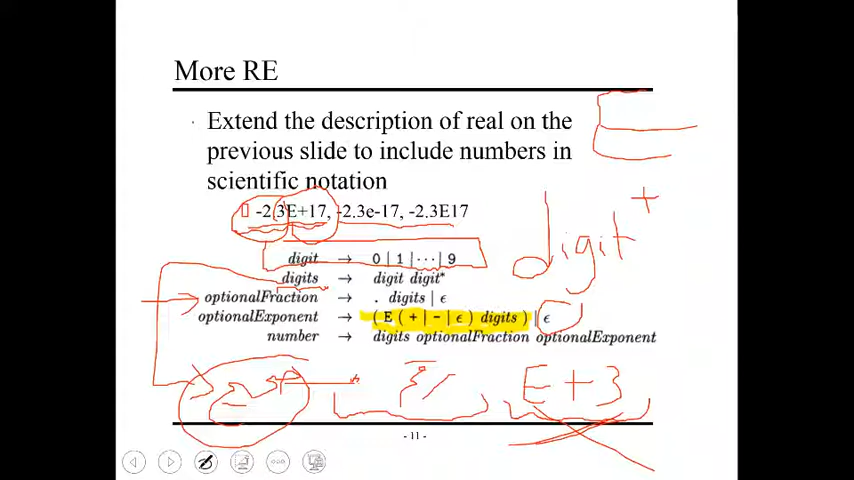 More RE
Extend the description of real on the
previous slide to include numbers in
scientific notation
-2.3E+17, -2.3e-17, -2.3E17
digit → 0 | 1 | ··· | 9
digits → digit digit*
optionalFraction → . digits | ϵ
optionalExponent → ( E ( + | - | ϵ ) digits ) | ϵ
number → digits optionalFraction optionalExponent
digit +
E + 3
- 11 -